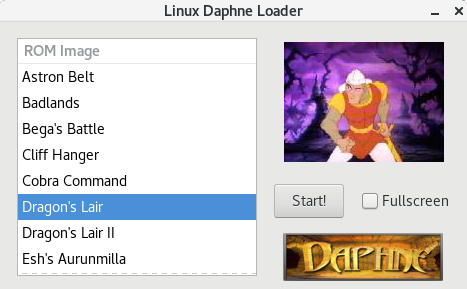 Linux Daphne Loader
ROM Image
Astron Belt
Badlands
Bega's Battle
Cliff Hanger
Cobra Command
Dragon's Lair
Dragon's Lair II
Esh's Aurunmilla
Start!
Fullscreen
DAPHNE